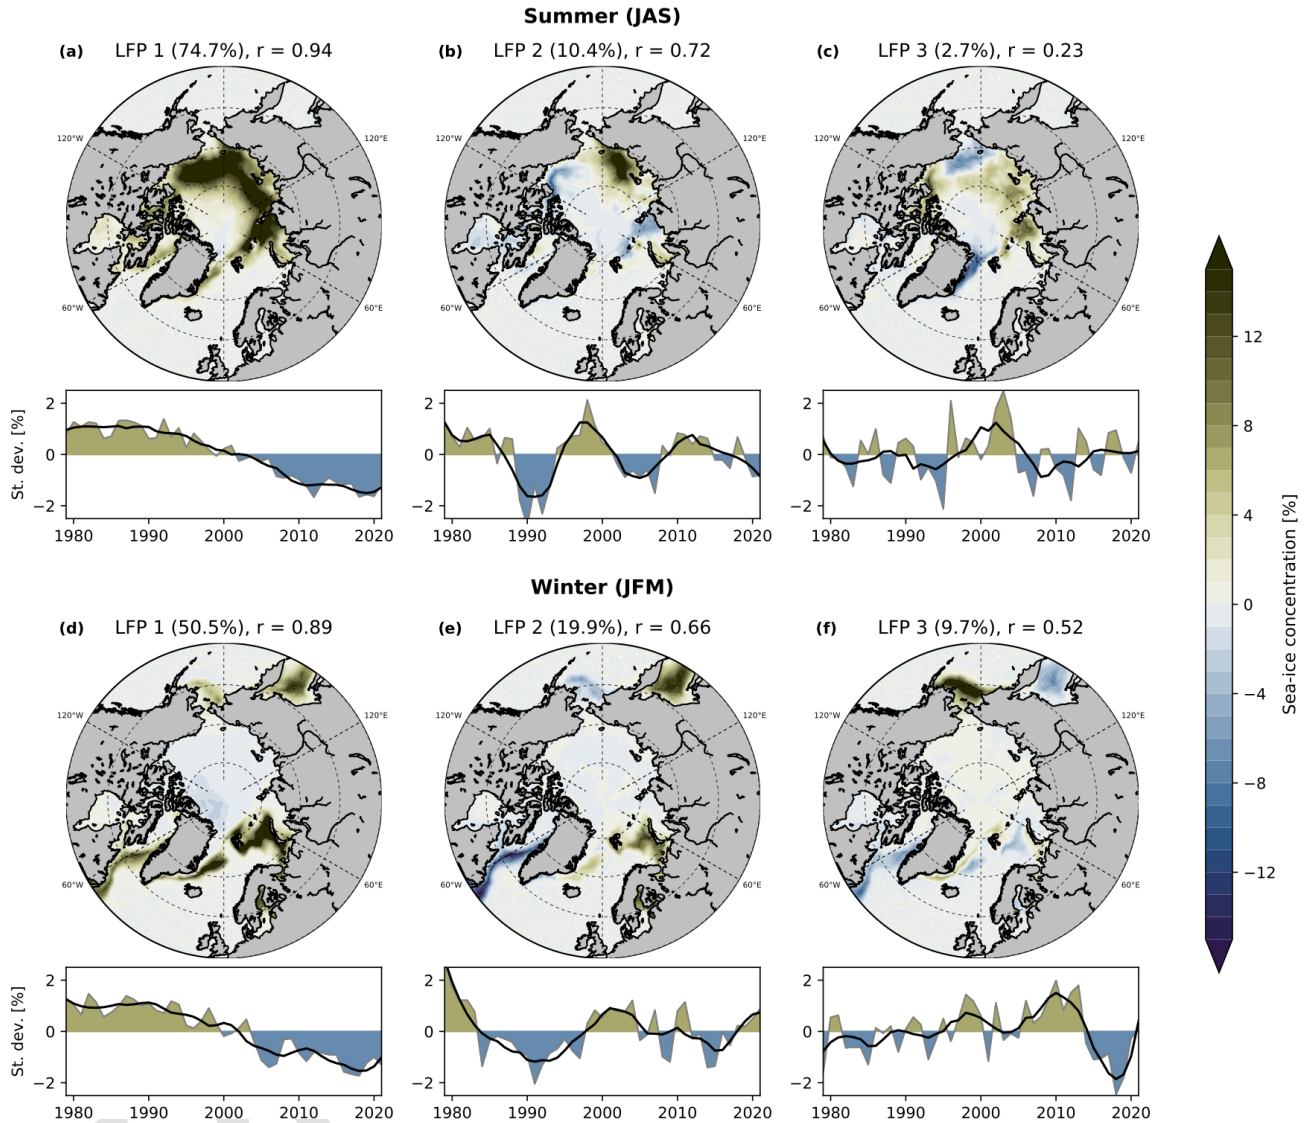 Summer (JAS)
(a) LFP 1 (74.7%), r = 0.94
(b) LFP 2 (10.4%), r = 0.72
(c) LFP 3 (2.7%), r = 0.23
120°W 120°E
60°W 60°E
120°W 120°E
60°W 60°E
120°W 120°E
60°W 60°E
St. dev. [%]
2
0
−2
1980 1990 2000 2010 2020
2
0
−2
1980 1990 2000 2010 2020
2
0
−2
1980 1990 2000 2010 2020
Winter (JFM)
(d) LFP 1 (50.5%), r = 0.89
(e) LFP 2 (19.9%), r = 0.66
(f) LFP 3 (9.7%), r = 0.52
120°W 120°E
60°W 60°E
120°W 120°E
60°W 60°E
120°W 120°E
60°W 60°E
St. dev. [%]
2
0
−2
1980 1990 2000 2010 2020
2
0
−2
1980 1990 2000 2010 2020
2
0
−2
1980 1990 2000 2010 2020
12
8
4
0
−4
−8
−12
Sea-ice concentration [%]